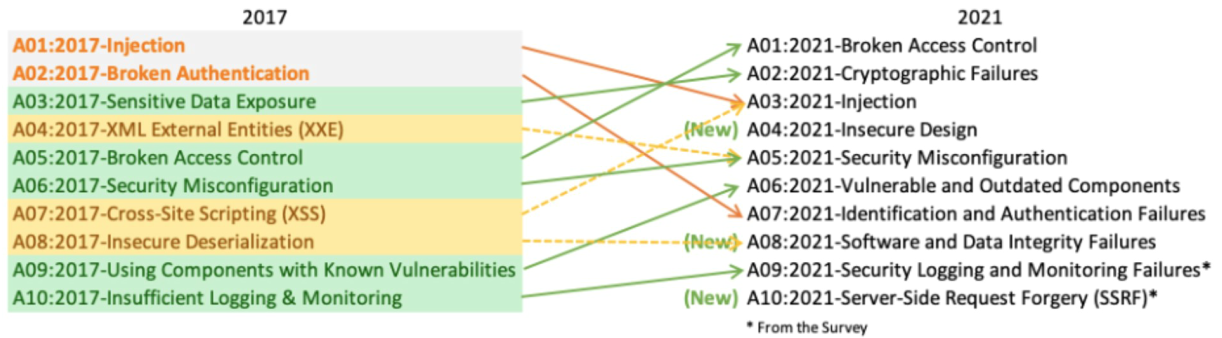 2017
A01:2017-Injection
A02:2017-Broken Authentication
A03:2017-Sensitive Data Exposure
A04:2017-XML External Entities (XXE)
A05:2017-Broken Access Control
A06:2017-Security Misconfiguration
A07:2017-Cross-Site Scripting (XSS)
A08:2017-Insecure Deserialization
A09:2017-Using Components with Known Vulnerabilities
A10:2017-Insufficient Logging & Monitoring
2021
A01:2021-Broken Access Control
A02:2021-Cryptographic Failures
A03:2021-Injection
(New) A04:2021-Insecure Design
A05:2021-Security Misconfiguration
A06:2021-Vulnerable and Outdated Components
A07:2021-Identification and Authentication Failures
(New) A08:2021-Software and Data Integrity Failures
A09:2021-Security Logging and Monitoring Failures*
(New) A10:2021-Server-Side Request Forgery (SSRF)*
* From the Survey